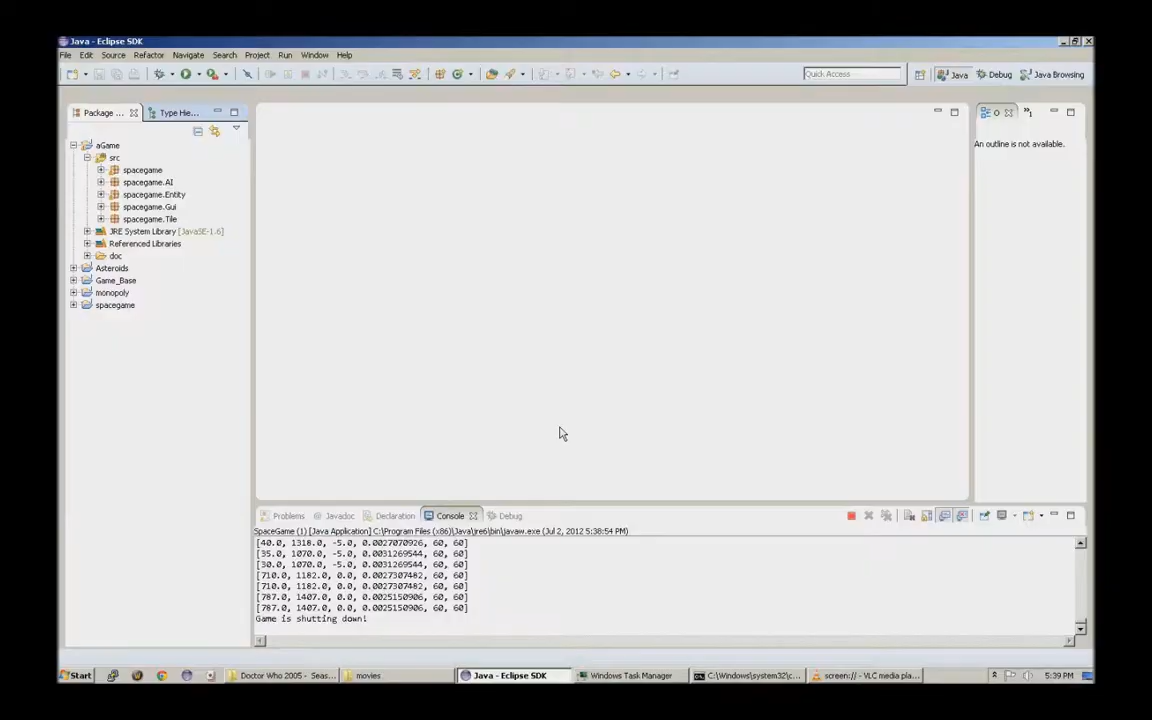 Java - Eclipse SDK
File Edit Source Refactor Navigate Search Project Run Window Help
Quick Access
Java
Debug
Java Browsing
Package ...
Type Hie...
O
»1
aGame
src
spacegame
spacegame.AI
spacegame.Entity
spacegame.Gui
spacegame.Tile
JRE System Library [JavaSE-1.6]
Referenced Libraries
doc
Asteroids
Game_Base
monopoly
spacegame
An outline is not available.
Problems @ Javadoc Declaration Console Debug
SpaceGame (1) [Java Application] C:\Program Files (x86)\Java\jre6\bin\javaw.exe (Jul 2, 2012 5:38:54 PM)
[40.0, 1318.0, -5.0, 0.0027070926, 60, 60]
[35.0, 1070.0, -5.0, 0.0031269544, 60, 60]
[30.0, 1070.0, -5.0, 0.0031269544, 60, 60]
[710.0, 1182.0, 0.0, 0.0027307482, 60, 60]
[710.0, 1182.0, 0.0, 0.0027307482, 60, 60]
[787.0, 1407.0, 0.0, 0.0025150906, 60, 60]
[787.0, 1407.0, 0.0, 0.0025150906, 60, 60]
Game is shutting down!
Start
Doctor Who 2005 - Seas...
movies
Java - Eclipse SDK
Windows Task Manager
C:\Windows\system32\c...
screen:// - VLC media pla...
5:39 PM